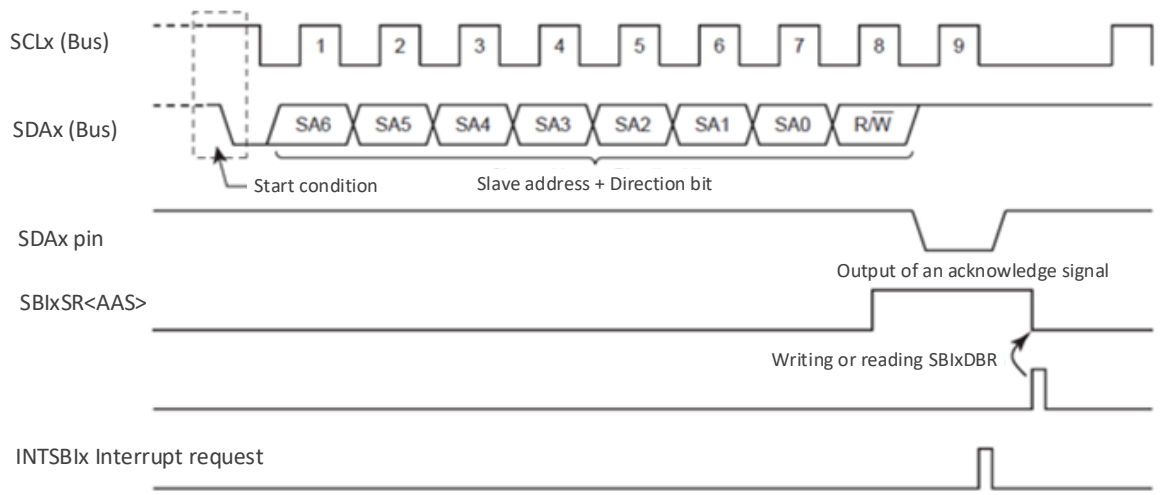 SCLx (Bus)
1 2 3 4 5 6 7 8 9
SDAx (Bus)
SA6 SA5 SA4 SA3 SA2 SA1 SA0 R/W̅
Start condition
Slave address + Direction bit
SDAx pin
Output of an acknowledge signal
SBIxSR<AAS>
Writing or reading SBIxDBR
INTSBIx Interrupt request